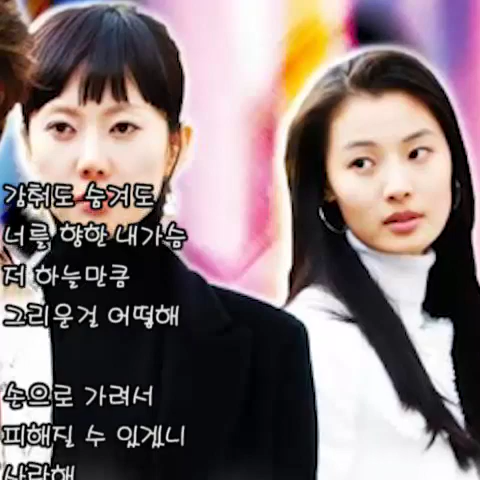 감춰도 숨겨도
너를 향한 내가슴
저 하늘만큼
그리운걸 어떻해
손으로 가려서
피해질 수 있겠니
사랑해